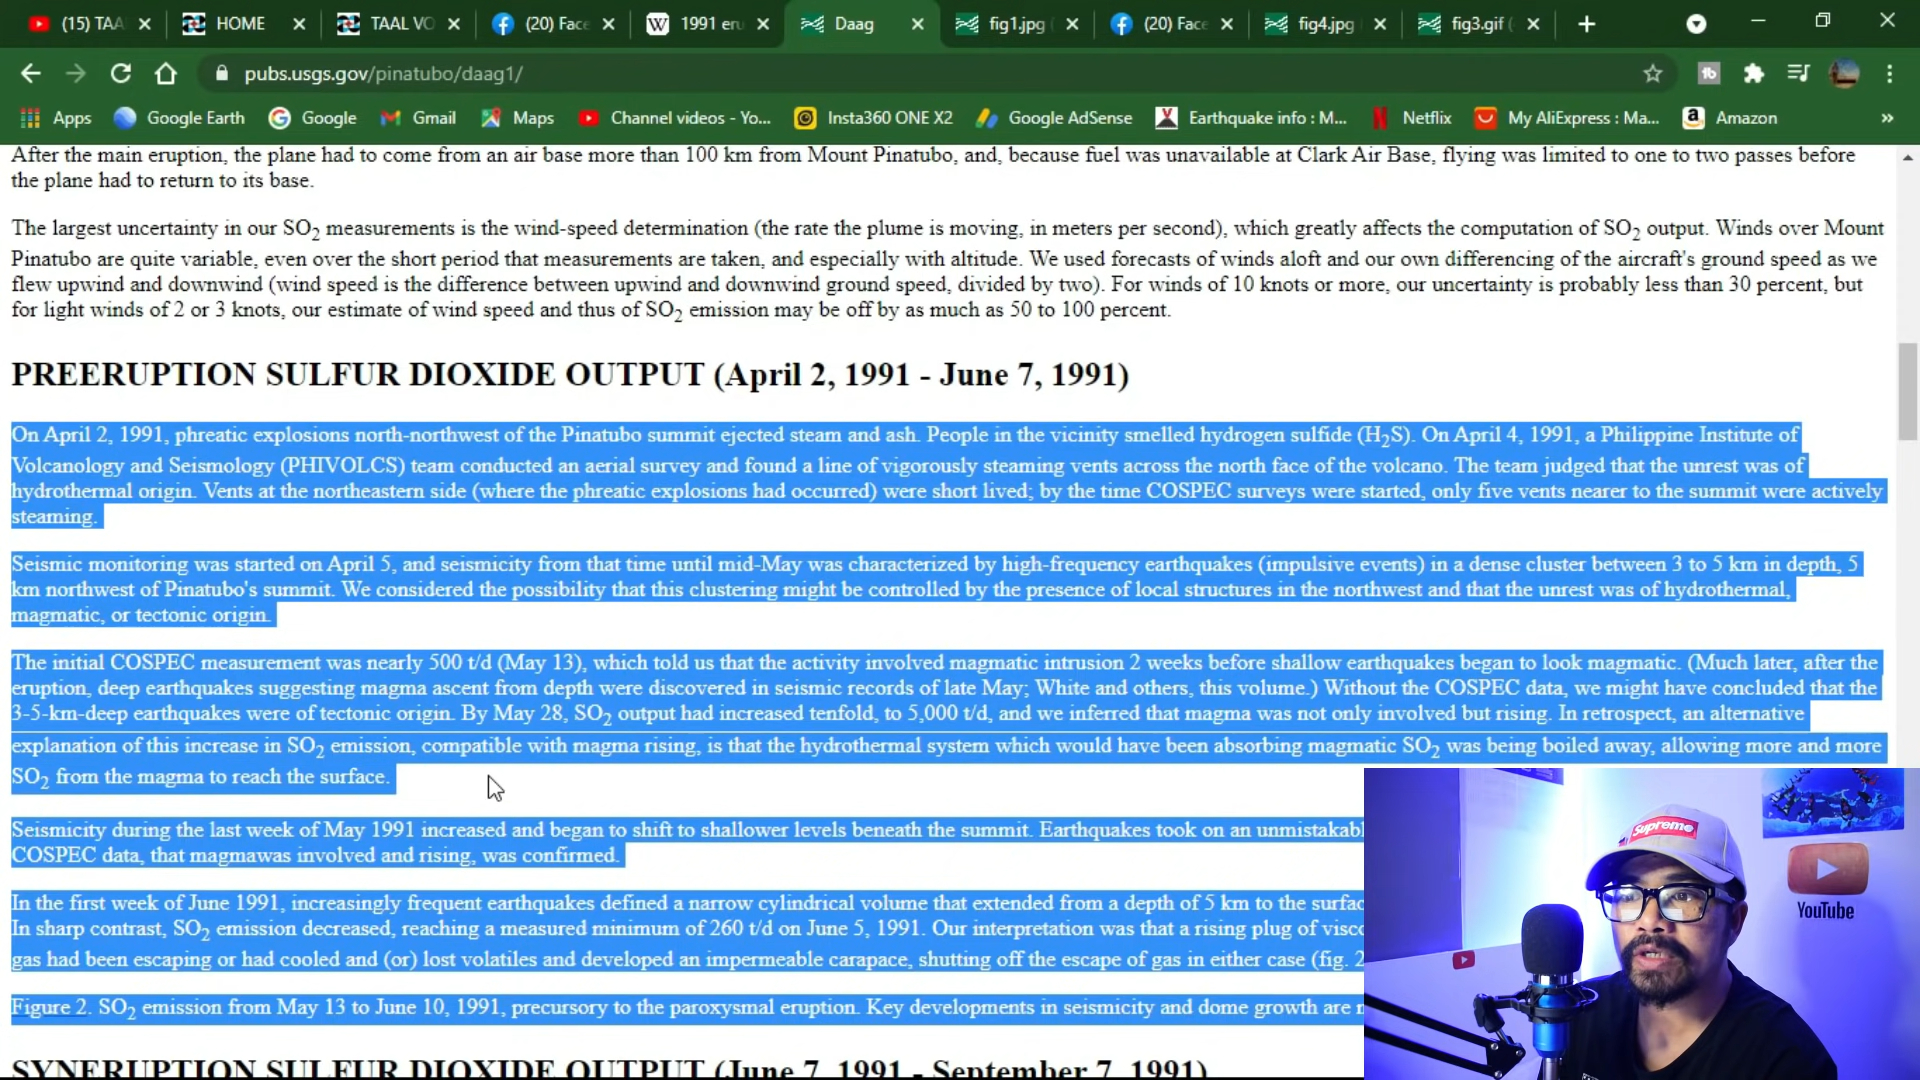 (15) TAA
HOME
TAAL VO
(20) Face
1991 eru
Daag
fig1.jpg (
(20) Face
fig4.jpg
fig3.gif (
pubs.usgs.gov/pinatubo/daag1/
Apps
Google Earth
Google
Gmail
Maps
Channel videos - Yo...
Insta360 ONE X2
Google AdSense
Earthquake info : M...
Netflix
My AliExpress : Ma...
Amazon
After the main eruption, the plane had to come from an air base more than 100 km from Mount Pinatubo, and, because fuel was unavailable at Clark Air Base, flying was limited to one to two passes before
the plane had to return to its base.
The largest uncertainty in our SO2 measurements is the wind-speed determination (the rate the plume is moving, in meters per second), which greatly affects the computation of SO2 output. Winds over Mount
Pinatubo are quite variable, even over the short period that measurements are taken, and especially with altitude. We used forecasts of winds aloft and our own differencing of the aircraft's ground speed as we
flew upwind and downwind (wind speed is the difference between upwind and downwind ground speed, divided by two). For winds of 10 knots or more, our uncertainty is probably less than 30 percent, but
for light winds of 2 or 3 knots, our estimate of wind speed and thus of SO2 emission may be off by as much as 50 to 100 percent.
PREERUPTION SULFUR DIOXIDE OUTPUT (April 2, 1991 - June 7, 1991)
On April 2, 1991, phreatic explosions north-northwest of the Pinatubo summit ejected steam and ash. People in the vicinity smelled hydrogen sulfide (H2S). On April 4, 1991, a Philippine Institute of
Volcanology and Seismology (PHIVOLCS) team conducted an aerial survey and found a line of vigorously steaming vents across the north face of the volcano. The team judged that the unrest was of
hydrothermal origin. Vents at the northeastern side (where the phreatic explosions had occurred) were short lived; by the time COSPEC surveys were started, only five vents nearer to the summit were actively
steaming.
Seismic monitoring was started on April 5, and seismicity from that time until mid-May was characterized by high-frequency earthquakes (impulsive events) in a dense cluster between 3 to 5 km in depth, 5
km northwest of Pinatubo's summit. We considered the possibility that this clustering might be controlled by the presence of local structures in the northwest and that the unrest was of hydrothermal,
magmatic, or tectonic origin.
The initial COSPEC measurement was nearly 500 t/d (May 13), which told us that the activity involved magmatic intrusion 2 weeks before shallow earthquakes began to look magmatic. (Much later, after the
eruption, deep earthquakes suggesting magma ascent from depth were discovered in seismic records of late May; White and others, this volume.) Without the COSPEC data, we might have concluded that the
3-5-km-deep earthquakes were of tectonic origin. By May 28, SO2 output had increased tenfold, to 5,000 t/d, and we inferred that magma was not only involved but rising. In retrospect, an alternative
explanation of this increase in SO2 emission, compatible with magma rising, is that the hydrothermal system which would have been absorbing magmatic SO2 was being boiled away, allowing more and more
SO2 from the magma to reach the surface.
Seismicity during the last week of May 1991 increased and began to shift to shallower levels beneath the summit. Earthquakes took on an unmistakabl
COSPEC data, that magmawas involved and rising, was confirmed.
In the first week of June 1991, increasingly frequent earthquakes defined a narrow cylindrical volume that extended from a depth of 5 km to the surfac
In sharp contrast, SO2 emission decreased, reaching a measured minimum of 260 t/d on June 5, 1991. Our interpretation was that a rising plug of visc
gas had been escaping or had cooled and (or) lost volatiles and developed an impermeable carapace, shutting off the escape of gas in either case (fig. 2
Figure 2. SO2 emission from May 13 to June 10, 1991, precursory to the paroxysmal eruption. Key developments in seismicity and dome growth are
SYNERUPTION SULFUR DIOXIDE OUTPUT (June 7, 1991 - September 7, 1991)
Supreme
YouTube